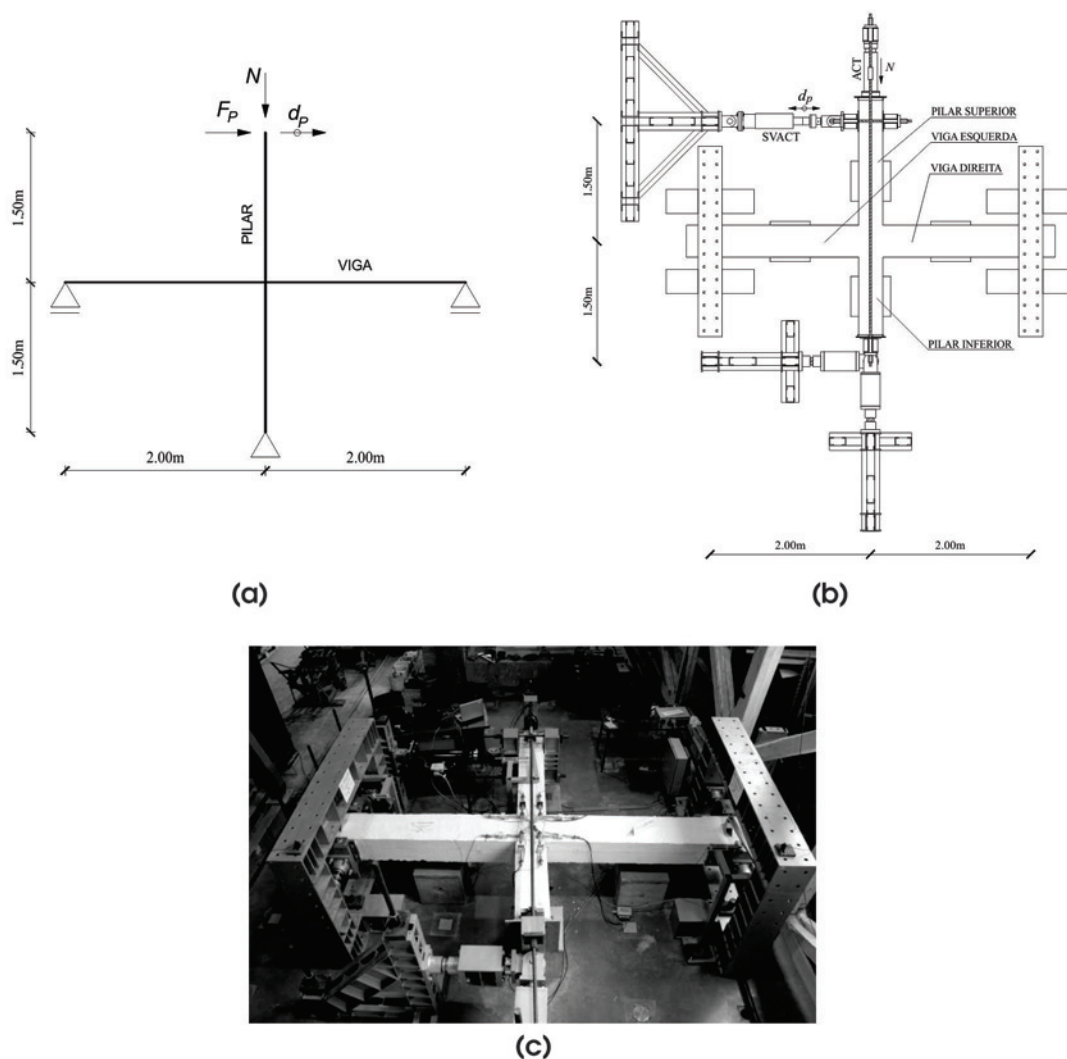 N
F_P
d_P
PILAR
VIGA
1.50m
1.50m
2.00m
2.00m
(a)
ACT
N
d_p
SVACT
PILAR SUPERIOR
VIGA ESQUERDA
VIGA DIREITA
1.50m
1.50m
PILAR INFERIOR
2.00m
2.00m
(b)
(c)